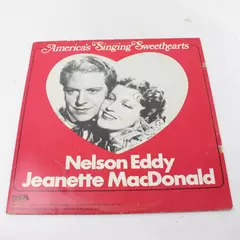 America's Singing Sweethearts
Nelson Eddy
Jeanette MacDonald